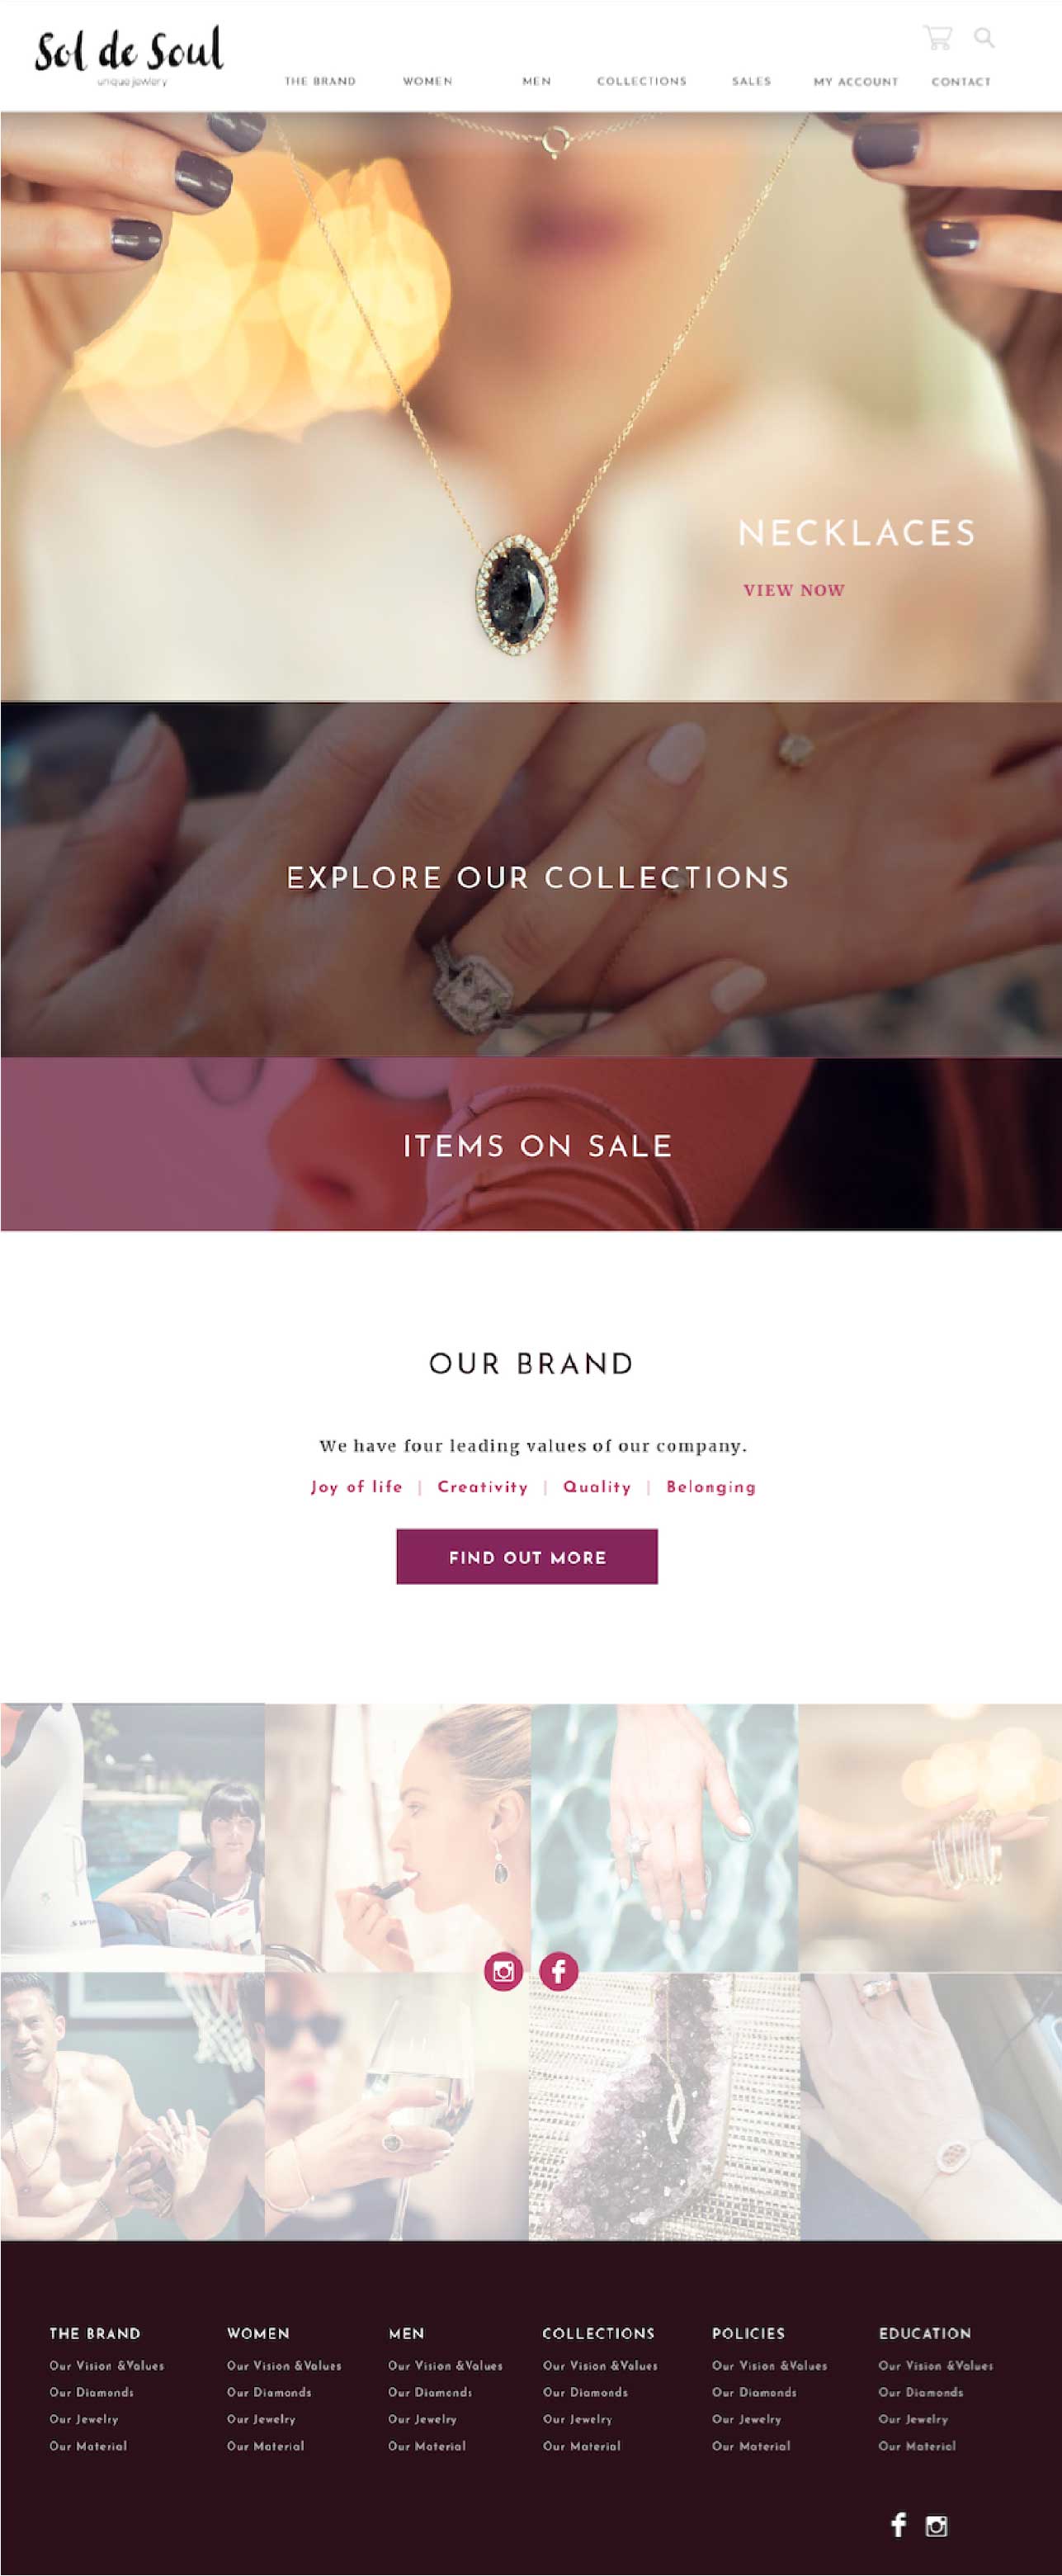 Sol de Soul
unique jewlery
THE BRAND WOMEN MEN COLLECTIONS SALES MY ACCOUNT CONTACT
NECKLACES
VIEW NOW
EXPLORE OUR COLLECTIONS
ITEMS ON SALE
OUR BRAND
We have four leading values of our company.
Joy of life | Creativity | Quality | Belonging
FIND OUT MORE
THE BRAND WOMEN MEN COLLECTIONS POLICIES EDUCATION
Our Vision &Values Our Vision &Values Our Vision &Values Our Vision &Values Our Vision &Values Our Vision &Values
Our Diamonds Our Diamonds Our Diamonds Our Diamonds Our Diamonds Our Diamonds
Our Jewelry Our Jewelry Our Jewelry Our Jewelry Our Jewelry Our Jewelry
Our Material Our Material Our Material Our Material Our Material Our Material